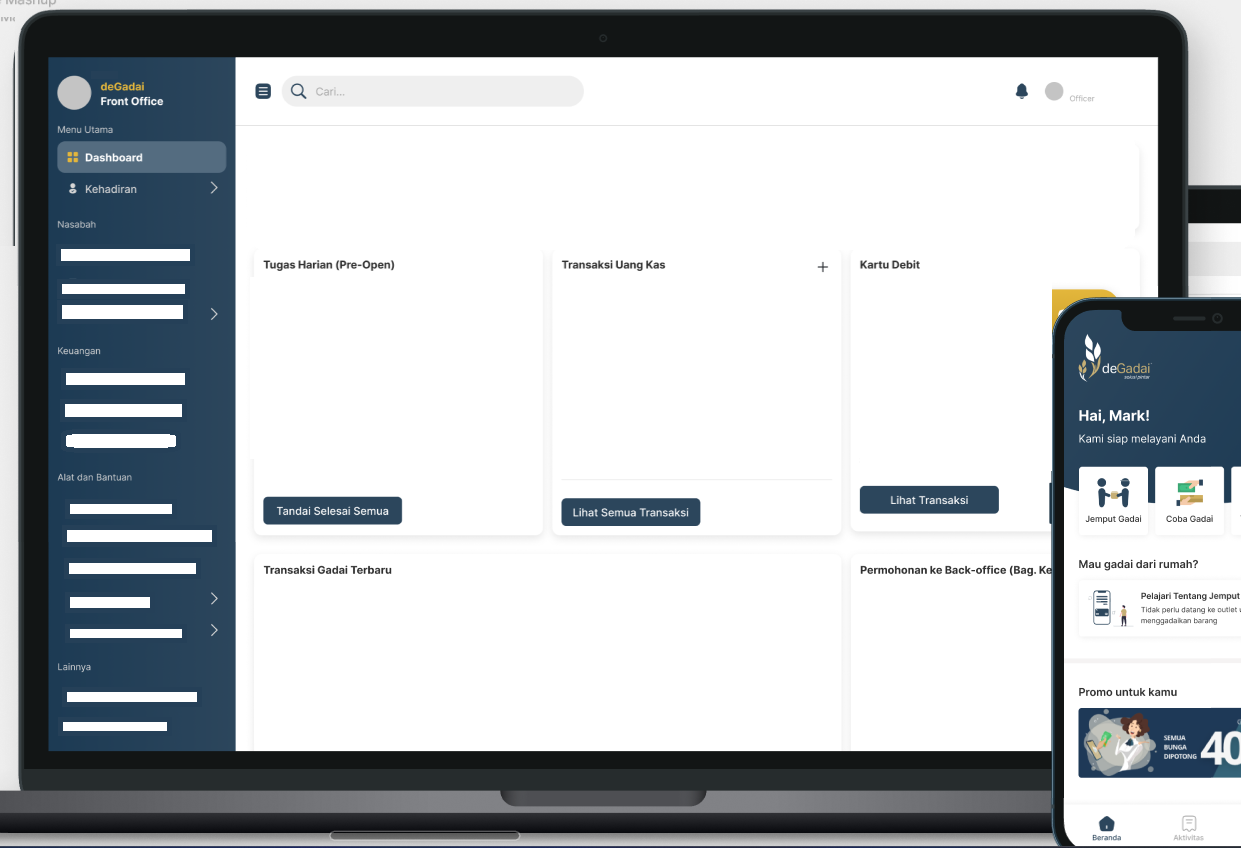 Mashup
deGadai
Front Office
Menu Utama
Dashboard
Kehadiran
Nasabah
Keuangan
Alat dan Bantuan
Lainnya
Cari...
Officer
Tugas Harian (Pre-Open)
Tandai Selesai Semua
Transaksi Uang Kas
Lihat Semua Transaksi
Kartu Debit
Lihat Transaksi
Transaksi Gadai Terbaru
Permohonan ke Back-office (Bag. Ke
deGadai
solusi pintar
Hai, Mark!
Kami siap melayani Anda
Jemput Gadai
Coba Gadai
Mau gadai dari rumah?
Pelajari Tentang Jemput
Tidak perlu datang ke outlet u
menggadaikan barang
Promo untuk kamu
SEMUA
BUNGA
DIPOTONG
40
Beranda
Aktivitas